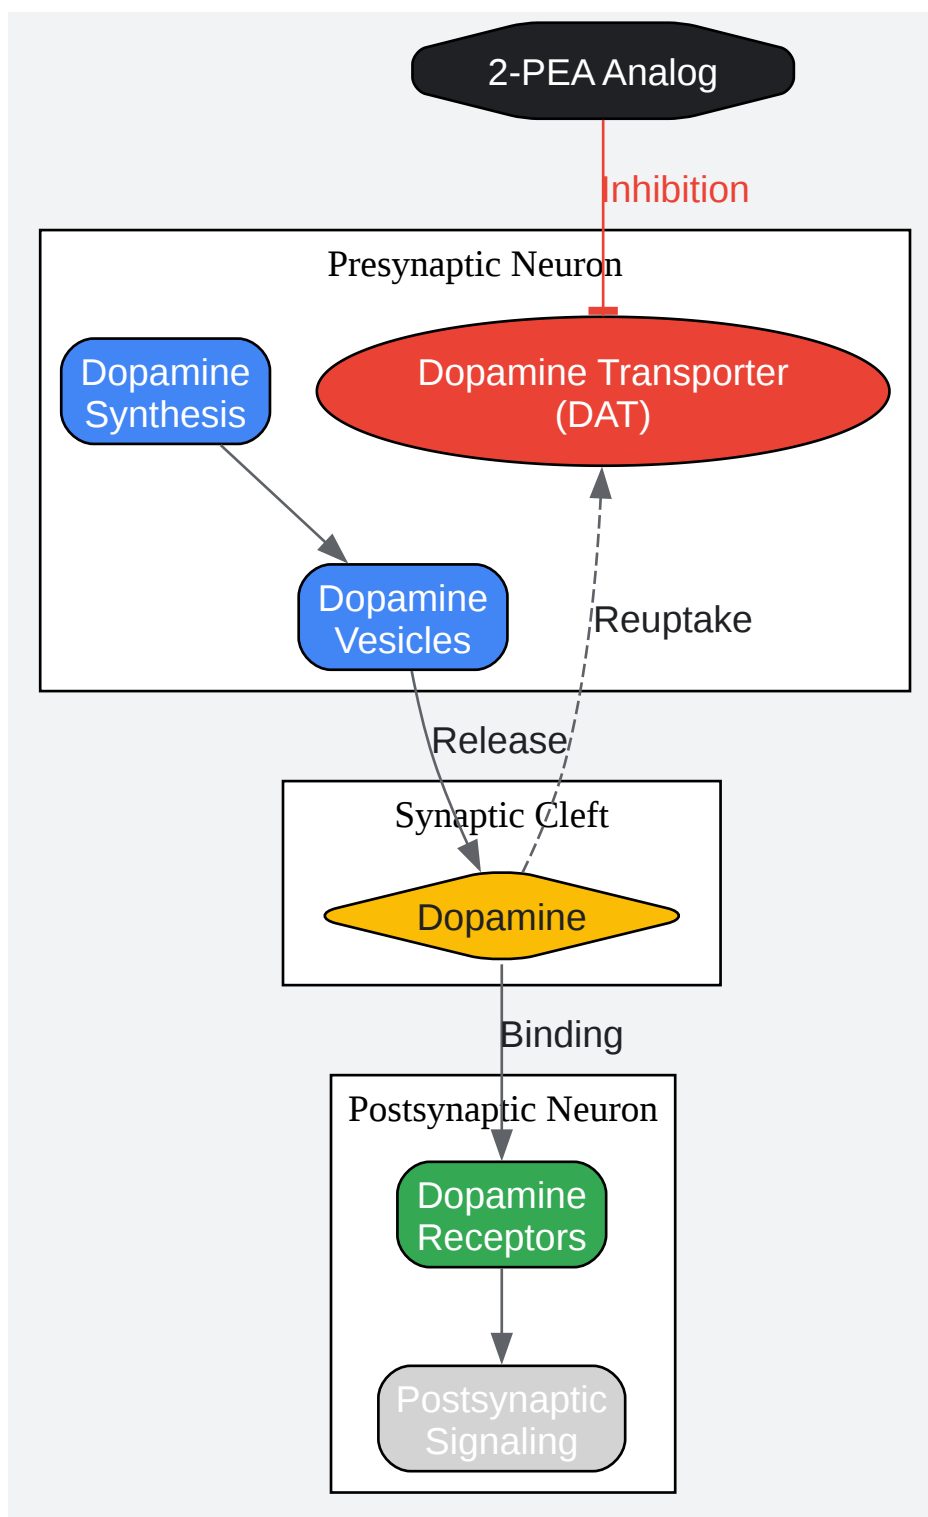 2-PEA Analog
Inhibition
Presynaptic Neuron
Dopamine
Synthesis
Dopamine Transporter
(DAT)
Dopamine
Vesicles
Reuptake
Release
Synaptic Cleft
Dopamine
Binding
Postsynaptic Neuron
Dopamine
Receptors
Postsynaptic
Signaling